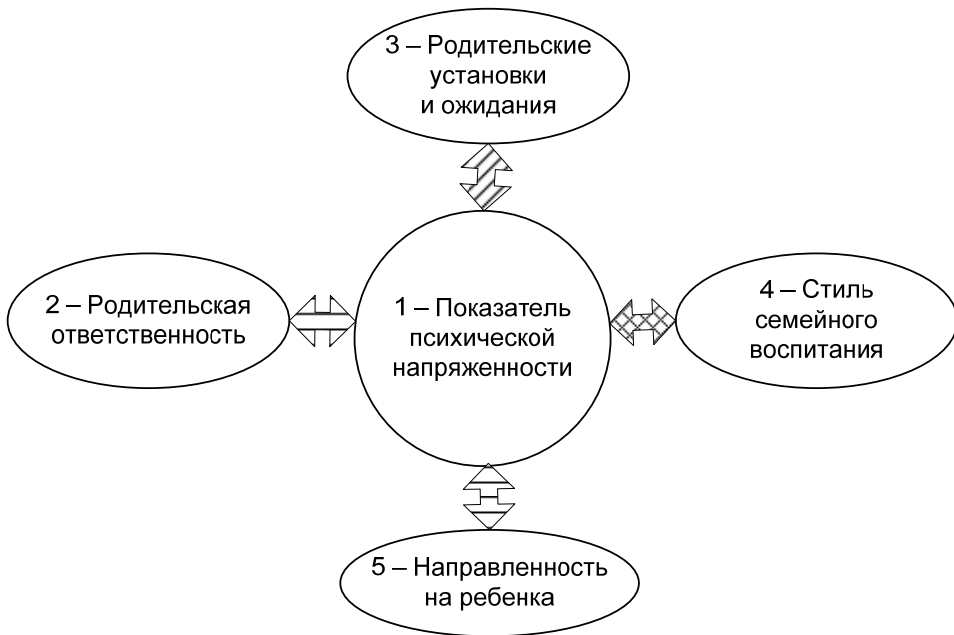 3 – Родительские
установки
и ожидания
2 – Родительская
ответственность
1 – Показатель
психической
напряженности
4 – Стиль
семейного
воспитания
5 – Направленность
на ребенка